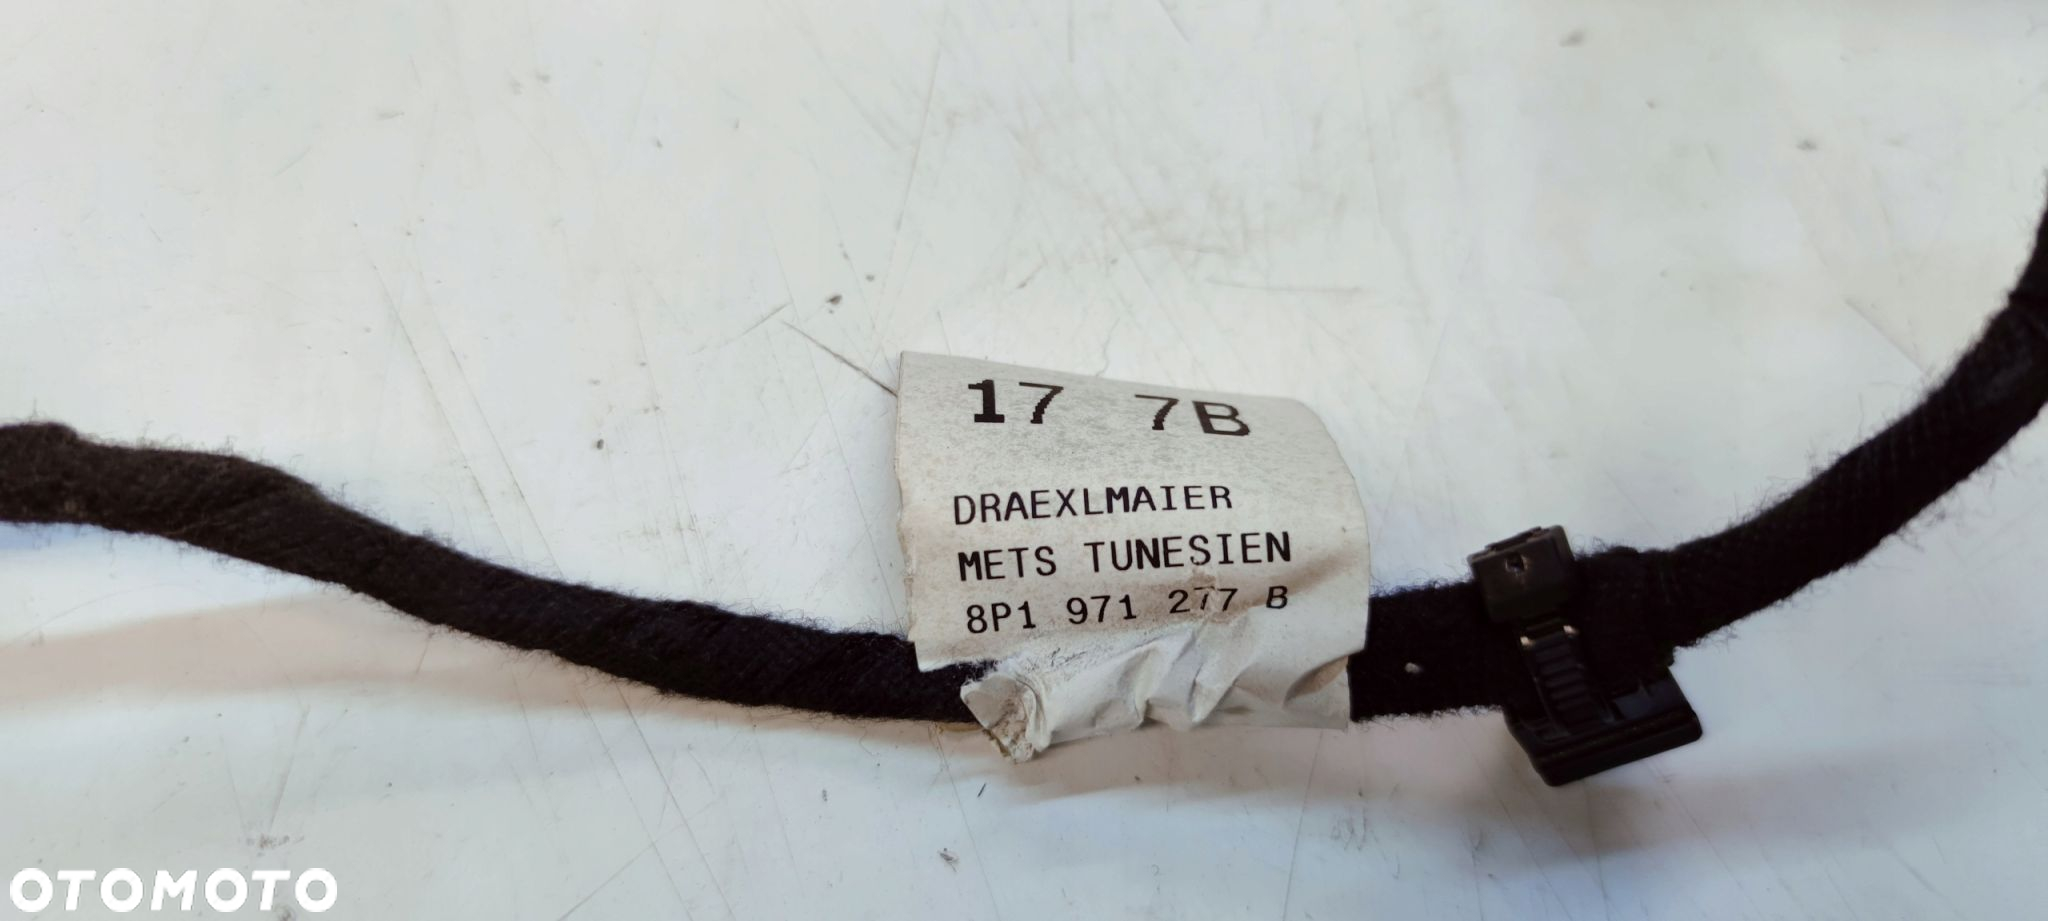 17 7B
DRAEXLMAIER
METS TUNESIEN
8P1 971 277 B
OTOMOTO